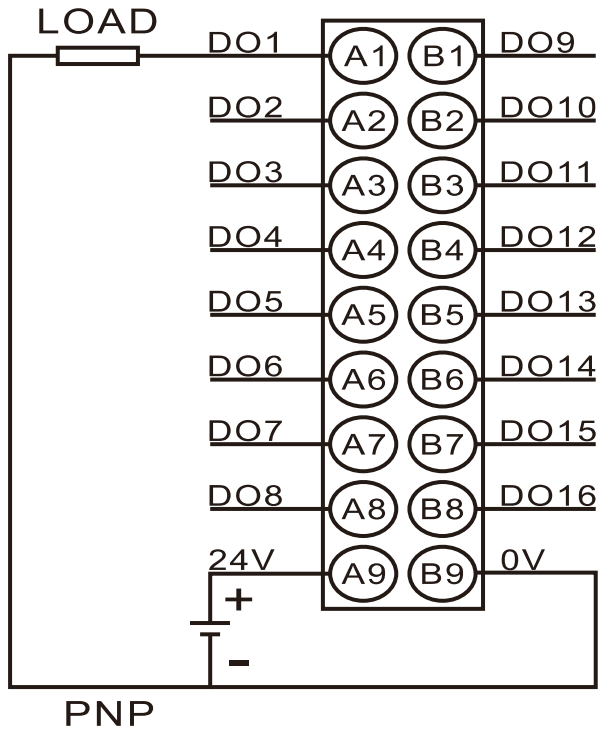 LOAD
DO1 A1 B1 DO9
DO2 A2 B2 DO10
DO3 A3 B3 DO11
DO4 A4 B4 DO12
DO5 A5 B5 DO13
DO6 A6 B6 DO14
DO7 A7 B7 DO15
DO8 A8 B8 DO16
24V A9 B9 0V
+
-
PNP